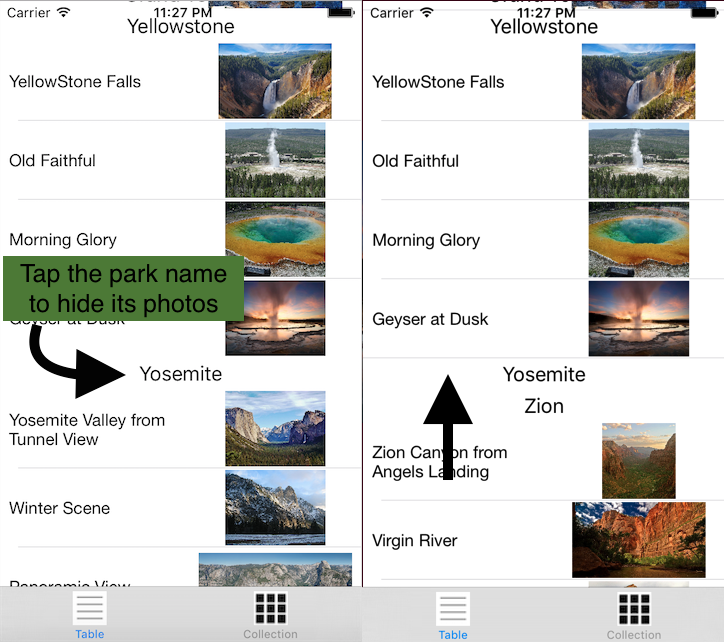 Carrier 11:27 PM
Yellowstone
YellowStone Falls
Old Faithful
Morning Glory
Tap the park name
to hide its photos
Geyser at Dusk
Yosemite
Yosemite Valley from
Tunnel View
Winter Scene
Panoramic View
Table Collection
Carrier 11:27 PM
Yellowstone
YellowStone Falls
Old Faithful
Morning Glory
Geyser at Dusk
Yosemite
Zion
Zion Canyon from
Angels Landing
Virgin River
Table Collection